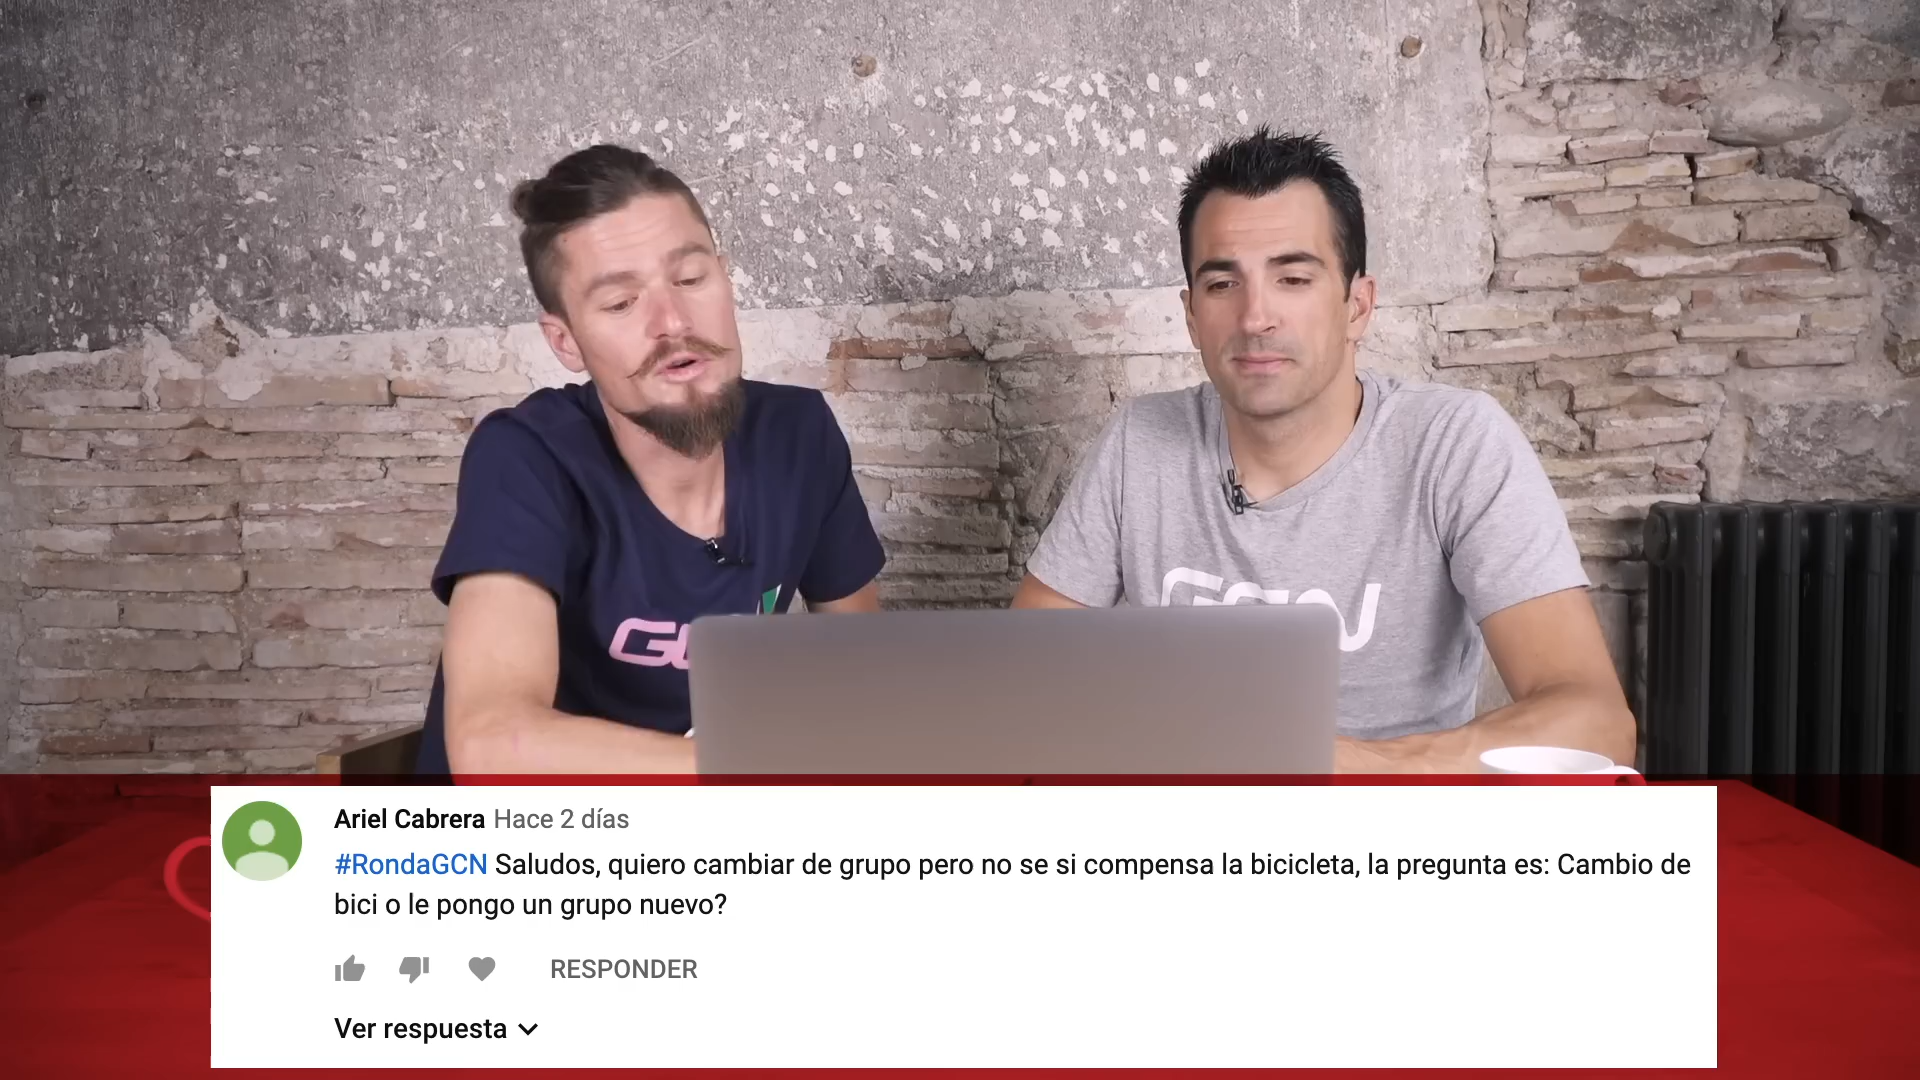 GCN
Ariel Cabrera Hace 2 días
#RondaGCN Saludos, quiero cambiar de grupo pero no se si compensa la bicicleta, la pregunta es: Cambio de
bici o le pongo un grupo nuevo?
RESPONDER
Ver respuesta